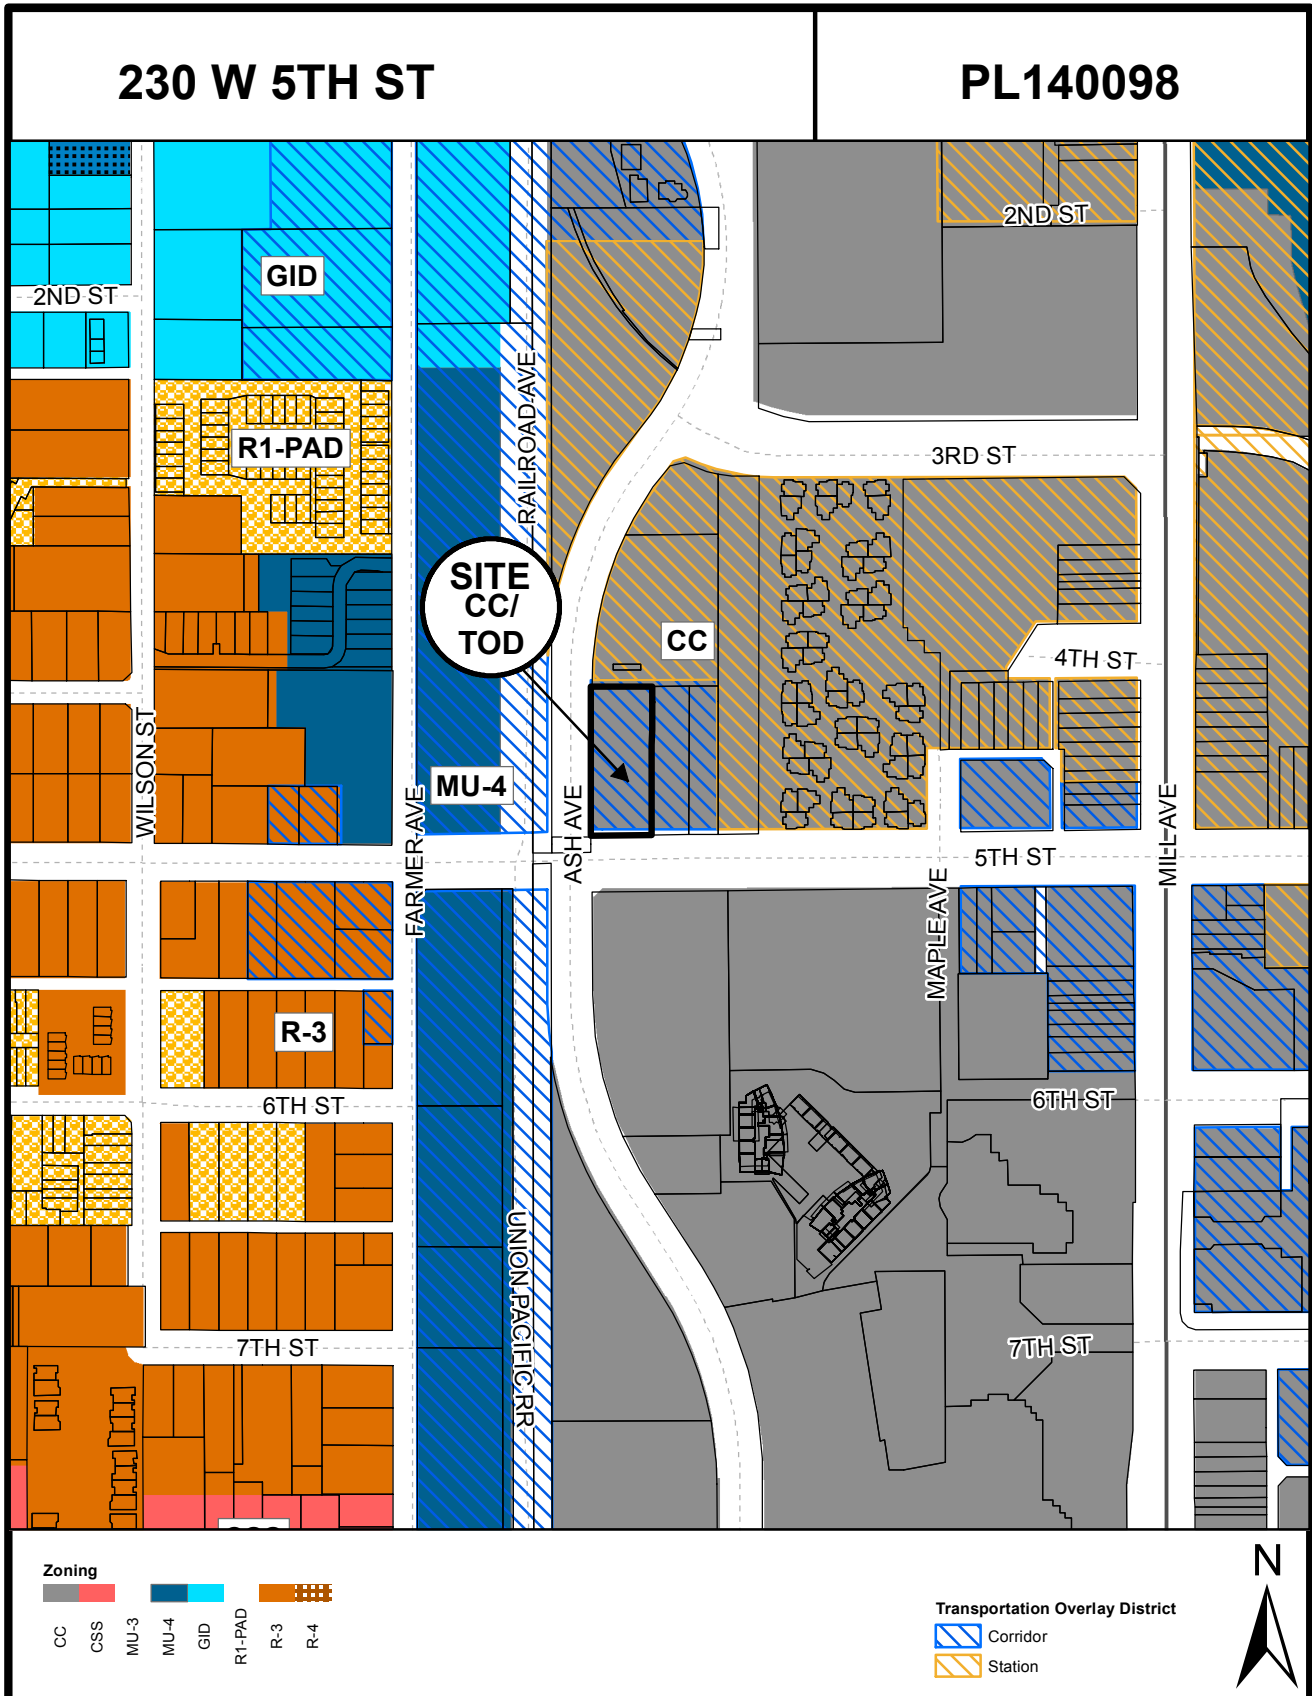 230 W 5TH ST
PL140098
2ND ST
GID
2ND ST
RAILROAD AVE
R1-PAD
3RD ST
SITE
CC/
TOD
CC
4TH ST
WILSON ST
MU-4
FARMER AVE
ASH AVE
MILL AVE
5TH ST
MAPLE AVE
R-3
6TH ST
6TH ST
UNION PACIFIC RR
7TH ST
7TH ST
Zoning
CC
CSS
MU-3
MU-4
GID
R1-PAD
R-3
R-4
Transportation Overlay District
Corridor
Station
N